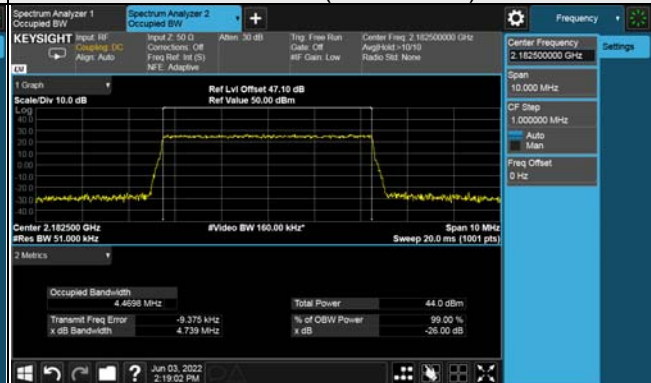 Spectrum Analyzer 1
Occupied BW
Spectrum Analyzer 2
Occupied BW
+
Frequency
KEYSIGHT
Input: RF
Coupling: DC
Align: Auto
Input Z: 50 Ω
Corrections: Off
Freq Ref: Int (S)
NFE: Adaptive
Atten: 30 dB
Trig: Free Run
Gate: Off
#IF Gain: Low
Center Freq: 2.182500000 GHz
Avg|Hold:>10/10
Radio Std: None
LXI
Center Frequency
2.182500000 GHz
Settings
Span
10.000 MHz
CF Step
1.000000 MHz
Auto
Man
Freq Offset
0 Hz
1 Graph
Scale/Div 10.0 dB
Ref Lvl Offset 47.10 dB
Ref Value 50.00 dBm
Log
40.0
30.0
20.0
10.0
0.00
-10.0
-20.0
-30.0
-40.0
Center 2.182500 GHz
#Res BW 51.000 kHz
#Video BW 160.00 kHz*
Span 10 MHz
Sweep 20.0 ms (1001 pts)
2 Metrics
Occupied Bandwidth
4.4698 MHz
Total Power
44.0 dBm
Transmit Freq Error
-9.375 kHz
% of OBW Power
99.00 %
x dB Bandwidth
4.739 MHz
x dB
-26.00 dB
?
Jun 03, 2022
2:19:02 PM